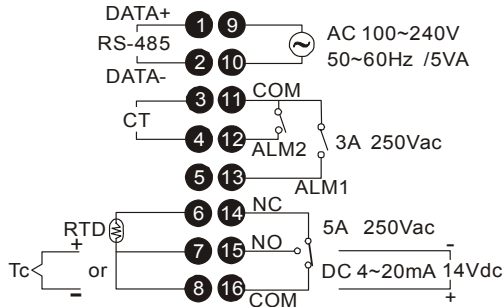 DATA+
1 9
RS-485
AC 100~240V
2 10
50~60Hz /5VA
DATA-
3 11 COM
CT
4 12
ALM2
3A 250Vac
5 13
ALM1
6 14 NC
RTD
5A 250Vac
+
7 15 NO
-
Tc or
DC 4~20mA 14Vdc
-
8 16
COM
+